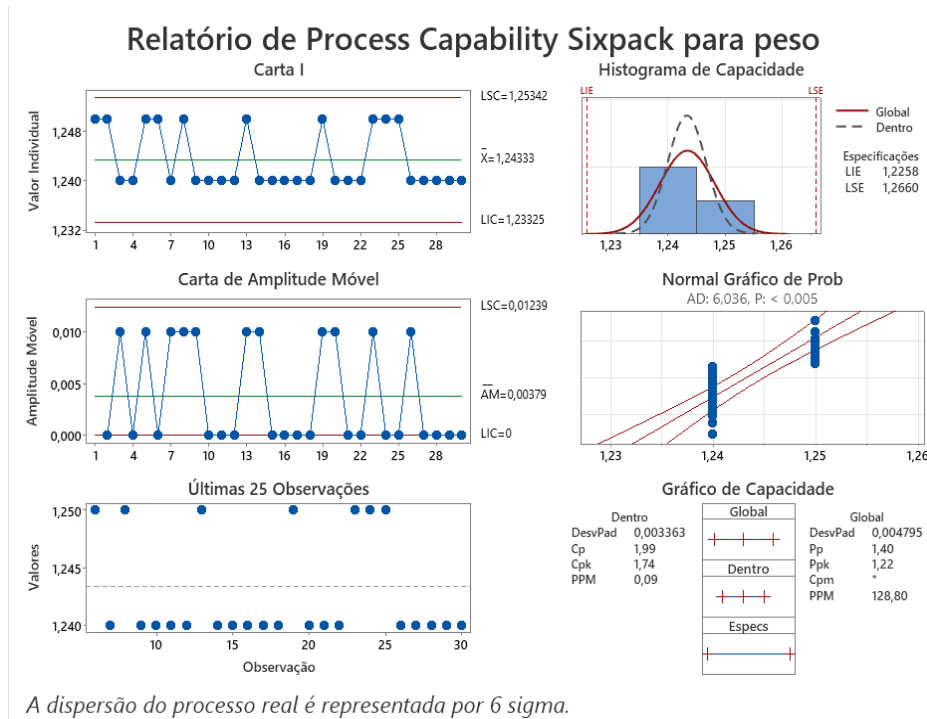 Relatório de Process Capability Sixpack para peso
Carta I
Valor Individual
1,248
1,240
1,232
1 4 7 10 13 16 19 22 25 28
LSC=1,25342
_
X=1,24333
LIC=1,23325
Histograma de Capacidade
LIE LSE
1,23 1,24 1,25 1,26
Global
Dentro
Especificações
LIE 1,2258
LSE 1,2660
Carta de Amplitude Móvel
Amplitude Móvel
0,010
0,005
0,000
1 4 7 10 13 16 19 22 25 28
LSC=0,01239
__
AM=0,00379
LIC=0
Normal Gráfico de Prob
AD: 6,036, P: < 0,005
1,23 1,24 1,25 1,26
Últimas 25 Observações
Valores
1,250
1,245
1,240
10 15 20 25 30
Observação
Gráfico de Capacidade
Dentro
DesvPad 0,003363
Cp 1,99
Cpk 1,74
PPM 0,09
Global
Dentro
Especs
Global
DesvPad 0,004795
Pp 1,40
Ppk 1,22
Cpm *
PPM 128,80
A dispersão do processo real é representada por 6 sigma.